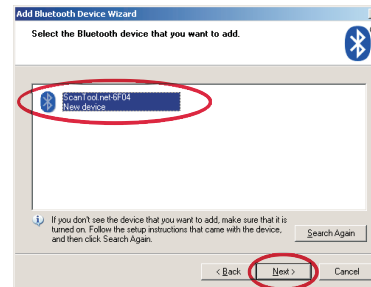 Add Bluetooth Device Wizard
Select the Bluetooth device that you want to add.
ScanTool.net-6F04
New device
If you don't see the device that you want to add, make sure that it is
turned on. Follow the setup instructions that came with the device,
and then click Search Again.
Search Again
< Back
Next >
Cancel